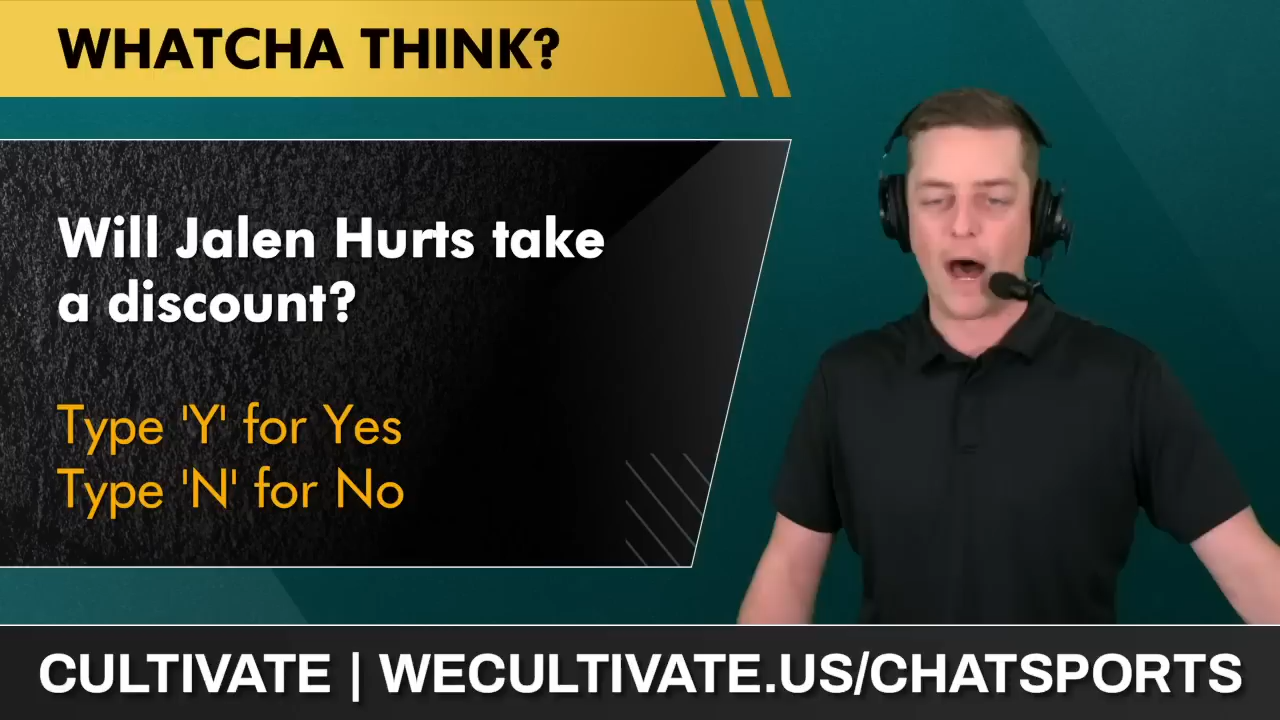 WHATCHA THINK?
Will Jalen Hurts take
a discount?
Type 'Y' for Yes
Type 'N' for No
CULTIVATE | WECULTIVATE.US/CHATSPORTS